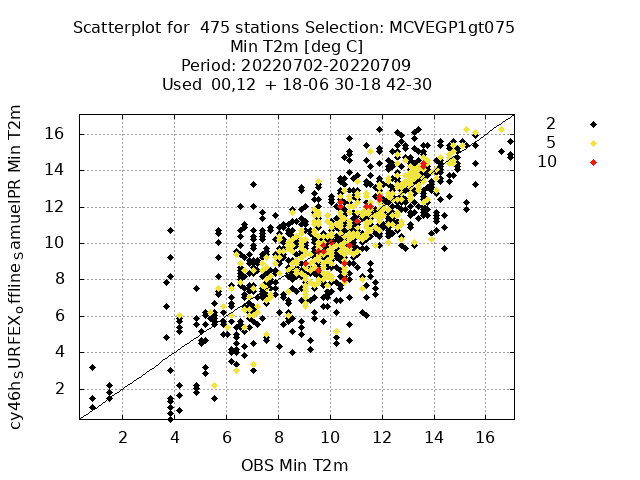 Scatterplot for  475 stations Selection: MCVEGP1gt075
Min T2m [deg C]
Period: 20220702-20220709
Used  00,12  + 18-06 30-18 42-30
2
5
10
cy46h_SURFEX_offline_samuelPR Min T2m
16
14
12
10
8
6
4
2
2 4 6 8 10 12 14 16
OBS Min T2m